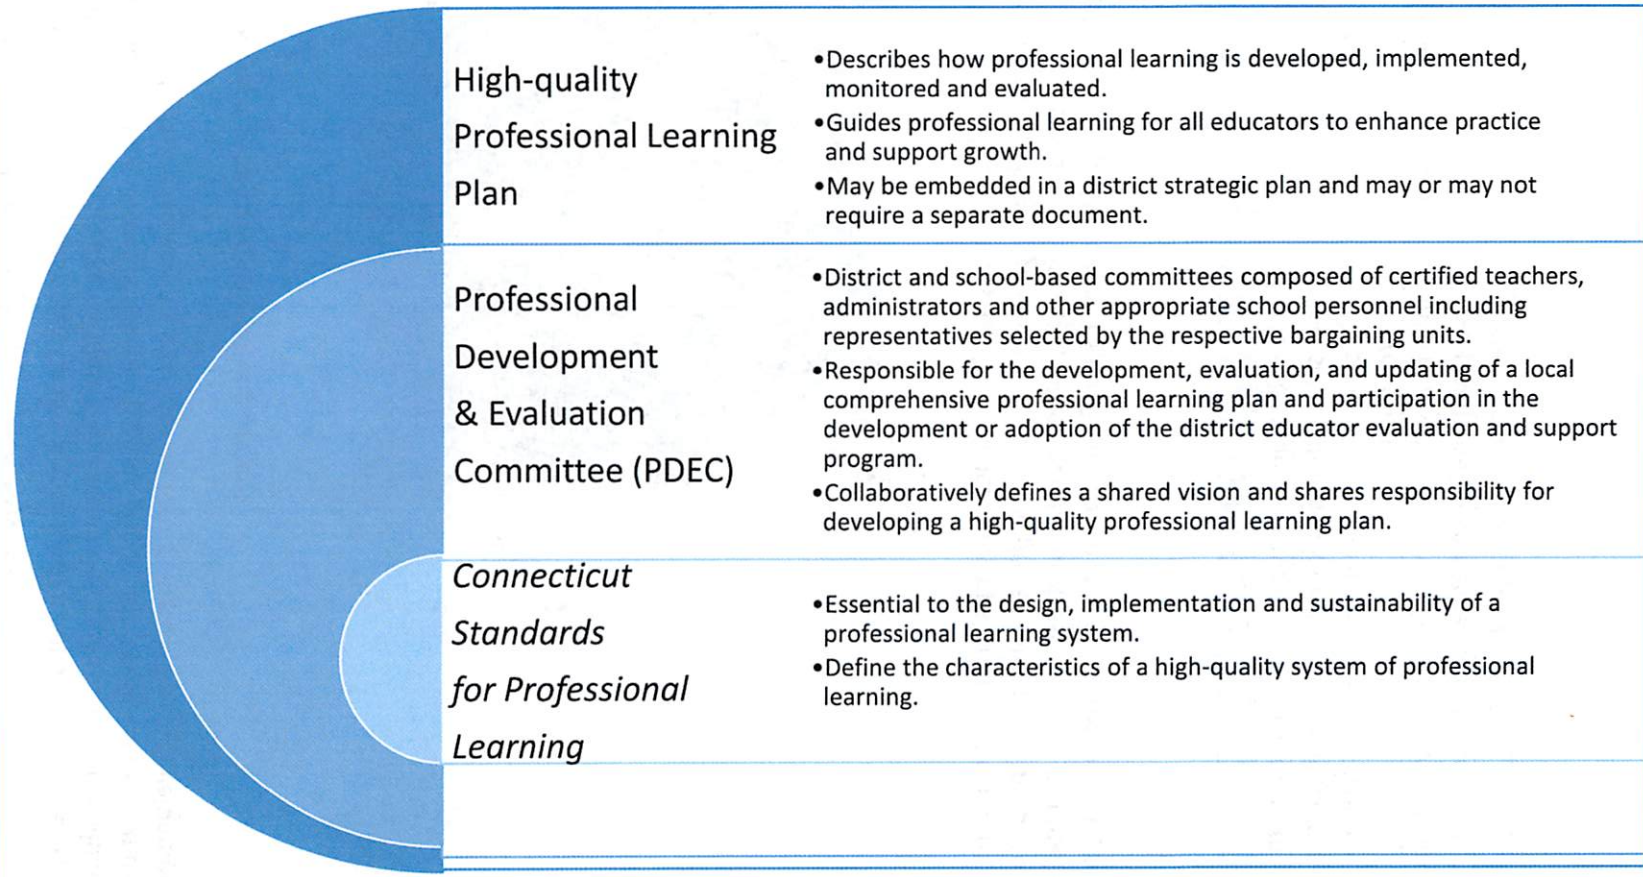 High-quality
Professional Learning
Plan
•Describes how professional learning is developed, implemented,
monitored and evaluated.
•Guides professional learning for all educators to enhance practice
and support growth.
•May be embedded in a district strategic plan and may or may not
require a separate document.
Professional
Development
& Evaluation
Committee (PDEC)
•District and school-based committees composed of certified teachers,
administrators and other appropriate school personnel including
representatives selected by the respective bargaining units.
•Responsible for the development, evaluation, and updating of a local
comprehensive professional learning plan and participation in the
development or adoption of the district educator evaluation and support
program.
•Collaboratively defines a shared vision and shares responsibility for
developing a high-quality professional learning plan.
Connecticut
Standards
for Professional
Learning
•Essential to the design, implementation and sustainability of a
professional learning system.
•Define the characteristics of a high-quality system of professional
learning.